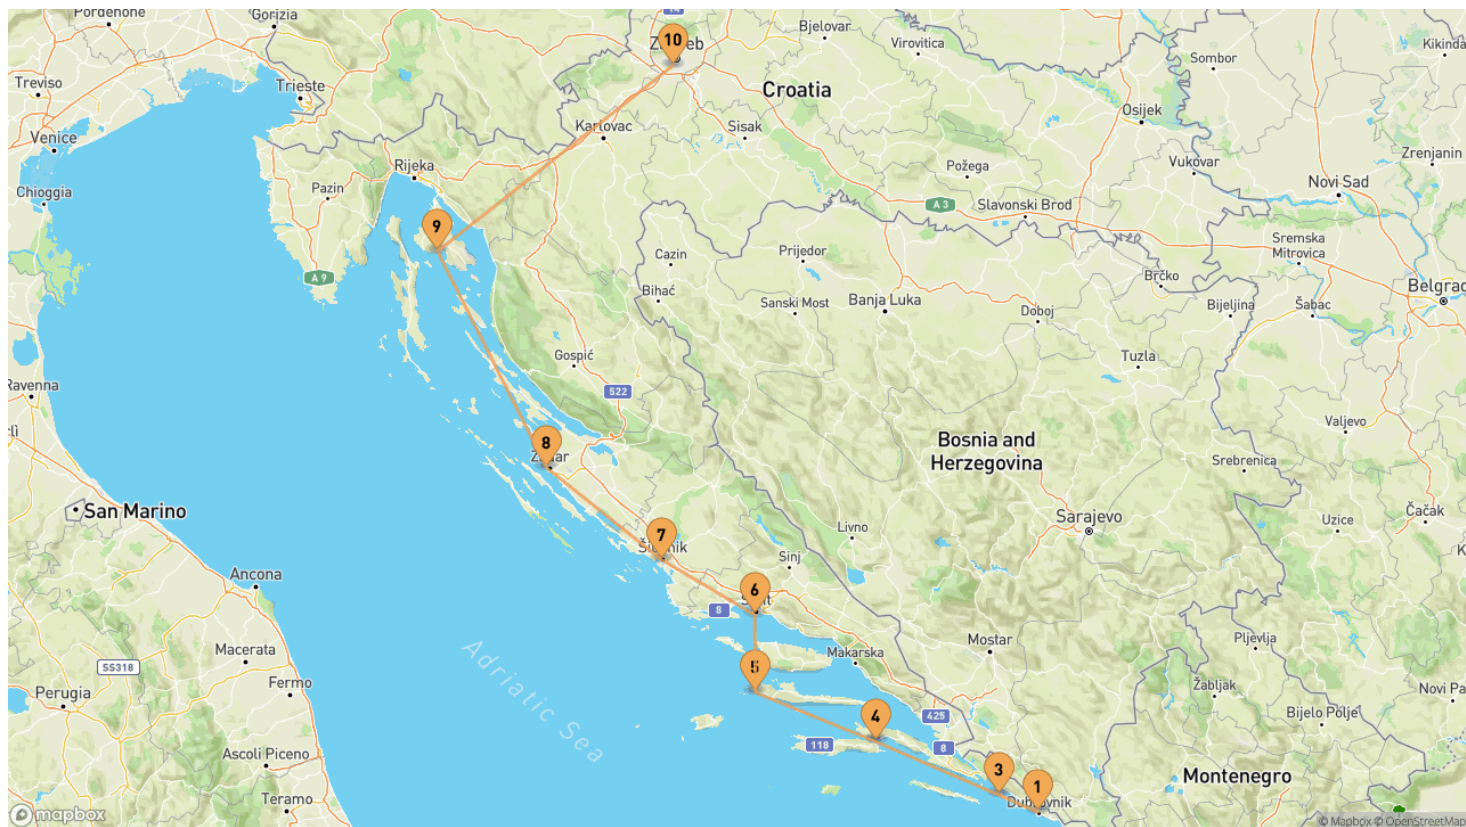 Pordenone
Gorizia
14
10
Bjelovar
Virovitica
Kikinda
Sombor
Treviso
Trieste
Croatia
Osijek
Venice
Karlovac
Sisak
Zrenjanin
Rijeka
Požega
Vukovar
Chioggia
Pazin
Novi Sad
A 3
Slavonski Brod
9
Sremska
Mitrovica
Cazin
Prijedor
A 9
Brčko
Bihać
Sanski Most
Banja Luka
Doboj
Bijeljina
Šabac
Belgrad
Gospić
Tuzla
Ravenna
522
Valjevo
8
Bosnia and
Herzegovina
Srebrenica
San Marino
Sarajevo
Čačak
Livno
Uzice
7
Sinj
Ancona
6
8
Adriatic Sea
Mostar
Pljevlja
Macerata
Makarska
SS318
5
Fermo
Žabljak
Perugia
Novi Pa
4
425
Bijelo Polje
118
8
Ascoli Piceno
3
Montenegro
1
Teramo
mapbox
© Mapbox © OpenStreetMap